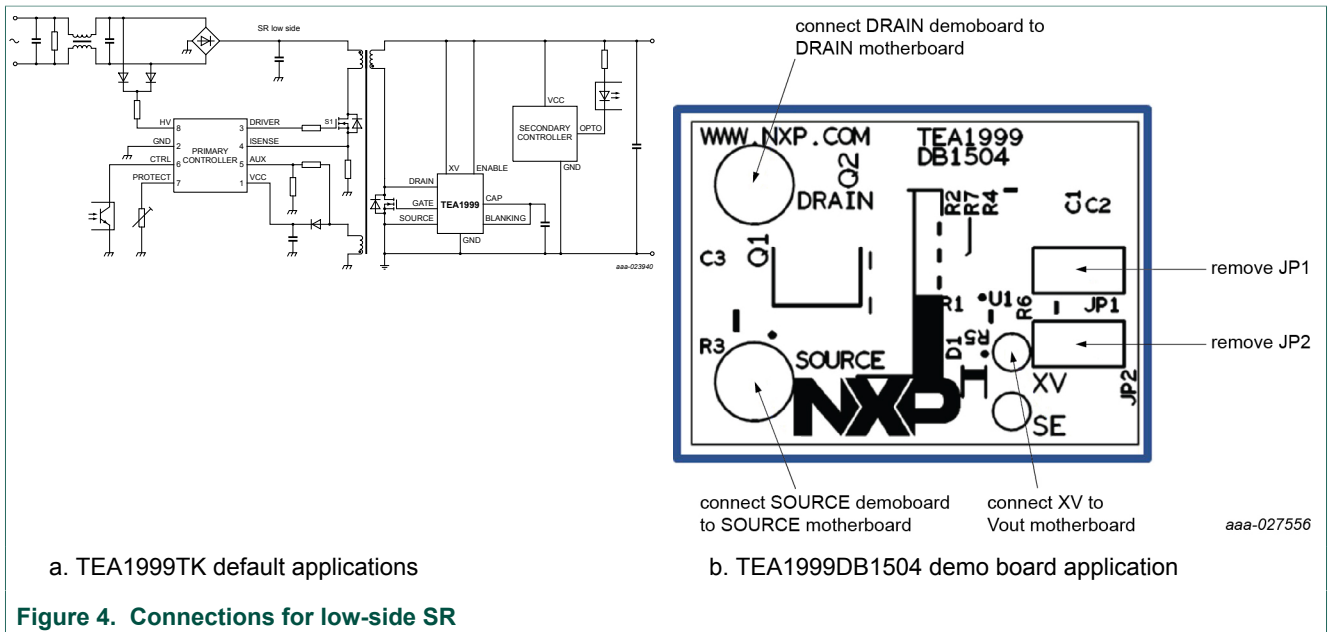 SR low side
HV
8
GND
2
CTRL
6
PROTECT
7
PRIMARY
CONTROLLER
3
DRIVER
4
ISENSE
5
AUX
1
VCC
S1
DRAIN
GATE
SOURCE
XV
ENABLE
TEA1999
CAP
BLANKING
GND
VCC
SECONDARY
CONTROLLER
OPTO
GND
aaa-023940
connect DRAIN demoboard to
DRAIN motherboard
WWW.NXP.COM
TEA1999
DB1504
Q2
DRAIN
R2
R7
R4
C1
C2
C3
Q1
remove JP1
R1
U1
R6
JP1
R3
SOURCE
D1
R5
remove JP2
XV
JP2
NXP
SE
connect SOURCE demoboard
to SOURCE motherboard
connect XV to
Vout motherboard
aaa-027556
a. TEA1999TK default applications
b. TEA1999DB1504 demo board application
Figure 4. Connections for low-side SR